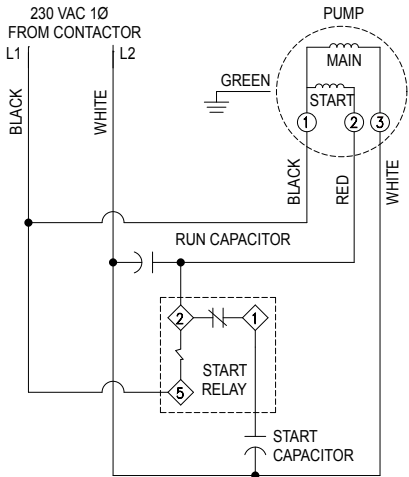 230 VAC 1Ø
FROM CONTACTOR
L1
L2
PUMP
MAIN
START
GREEN
1
2
3
BLACK
WHITE
BLACK
RED
WHITE
RUN CAPACITOR
2
1
START
RELAY
5
START
CAPACITOR